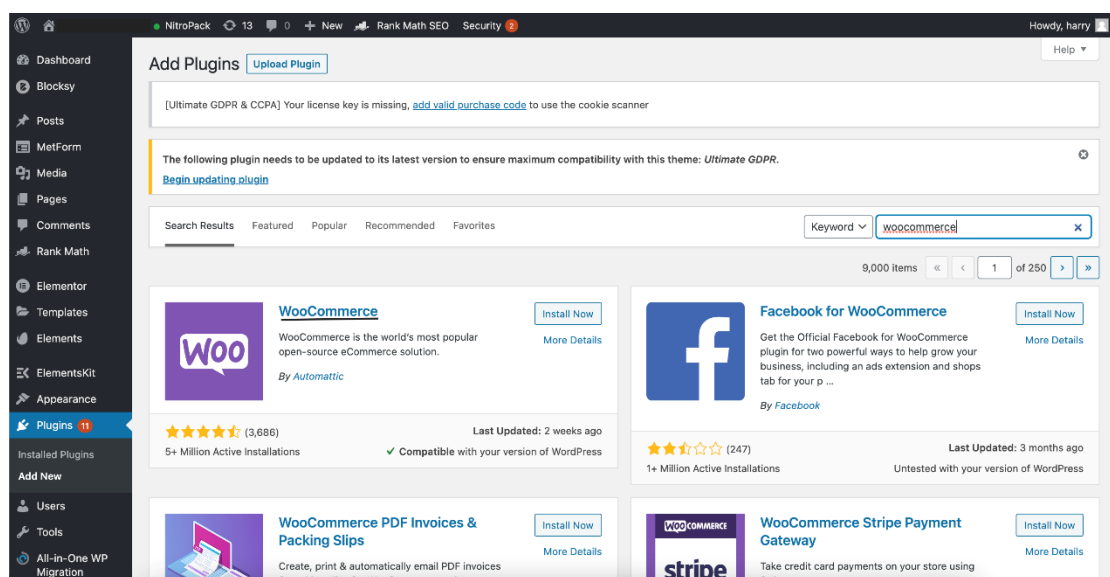 NitroPack 13 0 New Rank Math SEO Security 2 Howdy, harry
Help
Dashboard
Blocksy
Posts
MetForm
Media
Pages
Comments
Rank Math
Elementor
Templates
Elements
ElementsKit
Appearance
Plugins 11
Installed Plugins
Add New
Users
Tools
All-in-One WP
Migration
Add Plugins Upload Plugin
[Ultimate GDPR & CCPA] Your license key is missing, add valid purchase code to use the cookie scanner
The following plugin needs to be updated to its latest version to ensure maximum compatibility with this theme: Ultimate GDPR.
Begin updating plugin
Search Results Featured Popular Recommended Favorites Keyword woocommerce
9,000 items « ‹ 1 of 250 › »
Woo
WooCommerce
Install Now
WooCommerce is the world's most popular
open-source eCommerce solution.
More Details
By Automattic
(3,686)
Last Updated: 2 weeks ago
5+ Million Active Installations
Compatible with your version of WordPress
Facebook for WooCommerce
Install Now
Get the Official Facebook for WooCommerce
plugin for two powerful ways to help grow your
business, including an ads extension and shops
tab for your p ...
More Details
By Facebook
(247)
Last Updated: 3 months ago
1+ Million Active Installations
Untested with your version of WordPress
WooCommerce PDF Invoices &
Packing Slips
Install Now
More Details
Create, print & automatically email PDF invoices
WOO COMMERCE
stripe
WooCommerce Stripe Payment
Gateway
Install Now
More Details
Take credit card payments on your store using